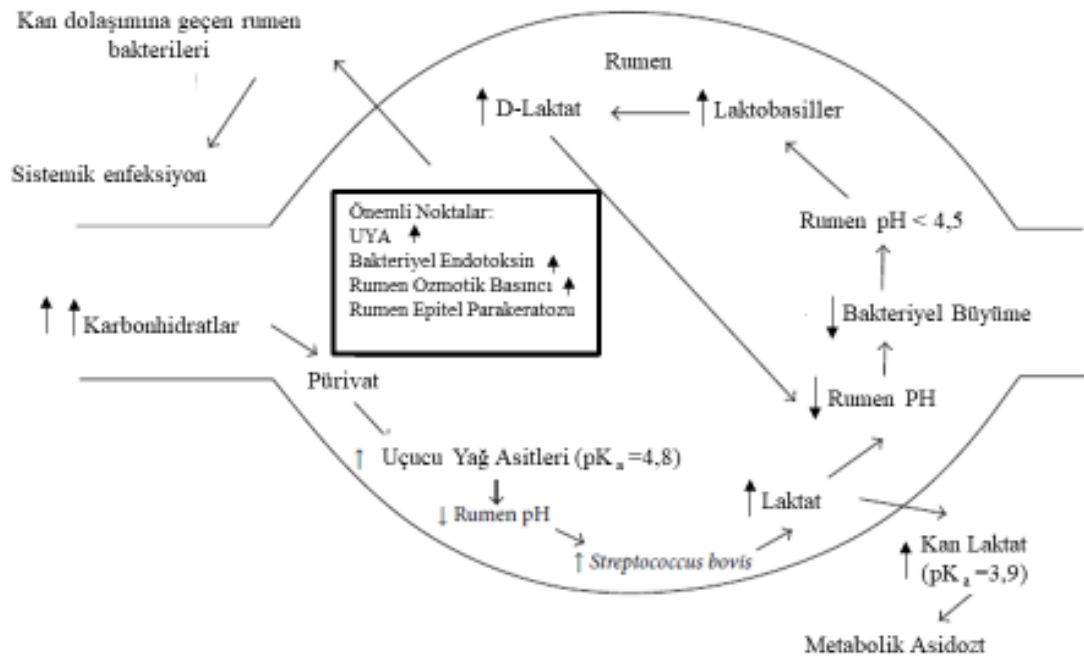 Kan dolaşımına geçen rumen
bakterileri
Sistemik enfeksiyon
Rumen
↑ D-Laktat
↑ Laktobasiller
Önemli Noktalar:
UYA ↑
Bakteriyel Endotoksin ↑
Rumen Ozmotik Basıncı ↑
Rumen Epitel Parakeratozu
Rumen pH < 4,5
↓ Bakteriyel Büyüme
↓ Rumen PH
↑ ↑ Karbonhidratlar
Pürivat
↑ Uçucu Yağ Asitleri (pKa=4,8)
↓ Rumen pH
↑ Streptococcus bovis
↑ Laktat
↑ Kan Laktat
(pKa=3,9)
Metabolik Asidozt